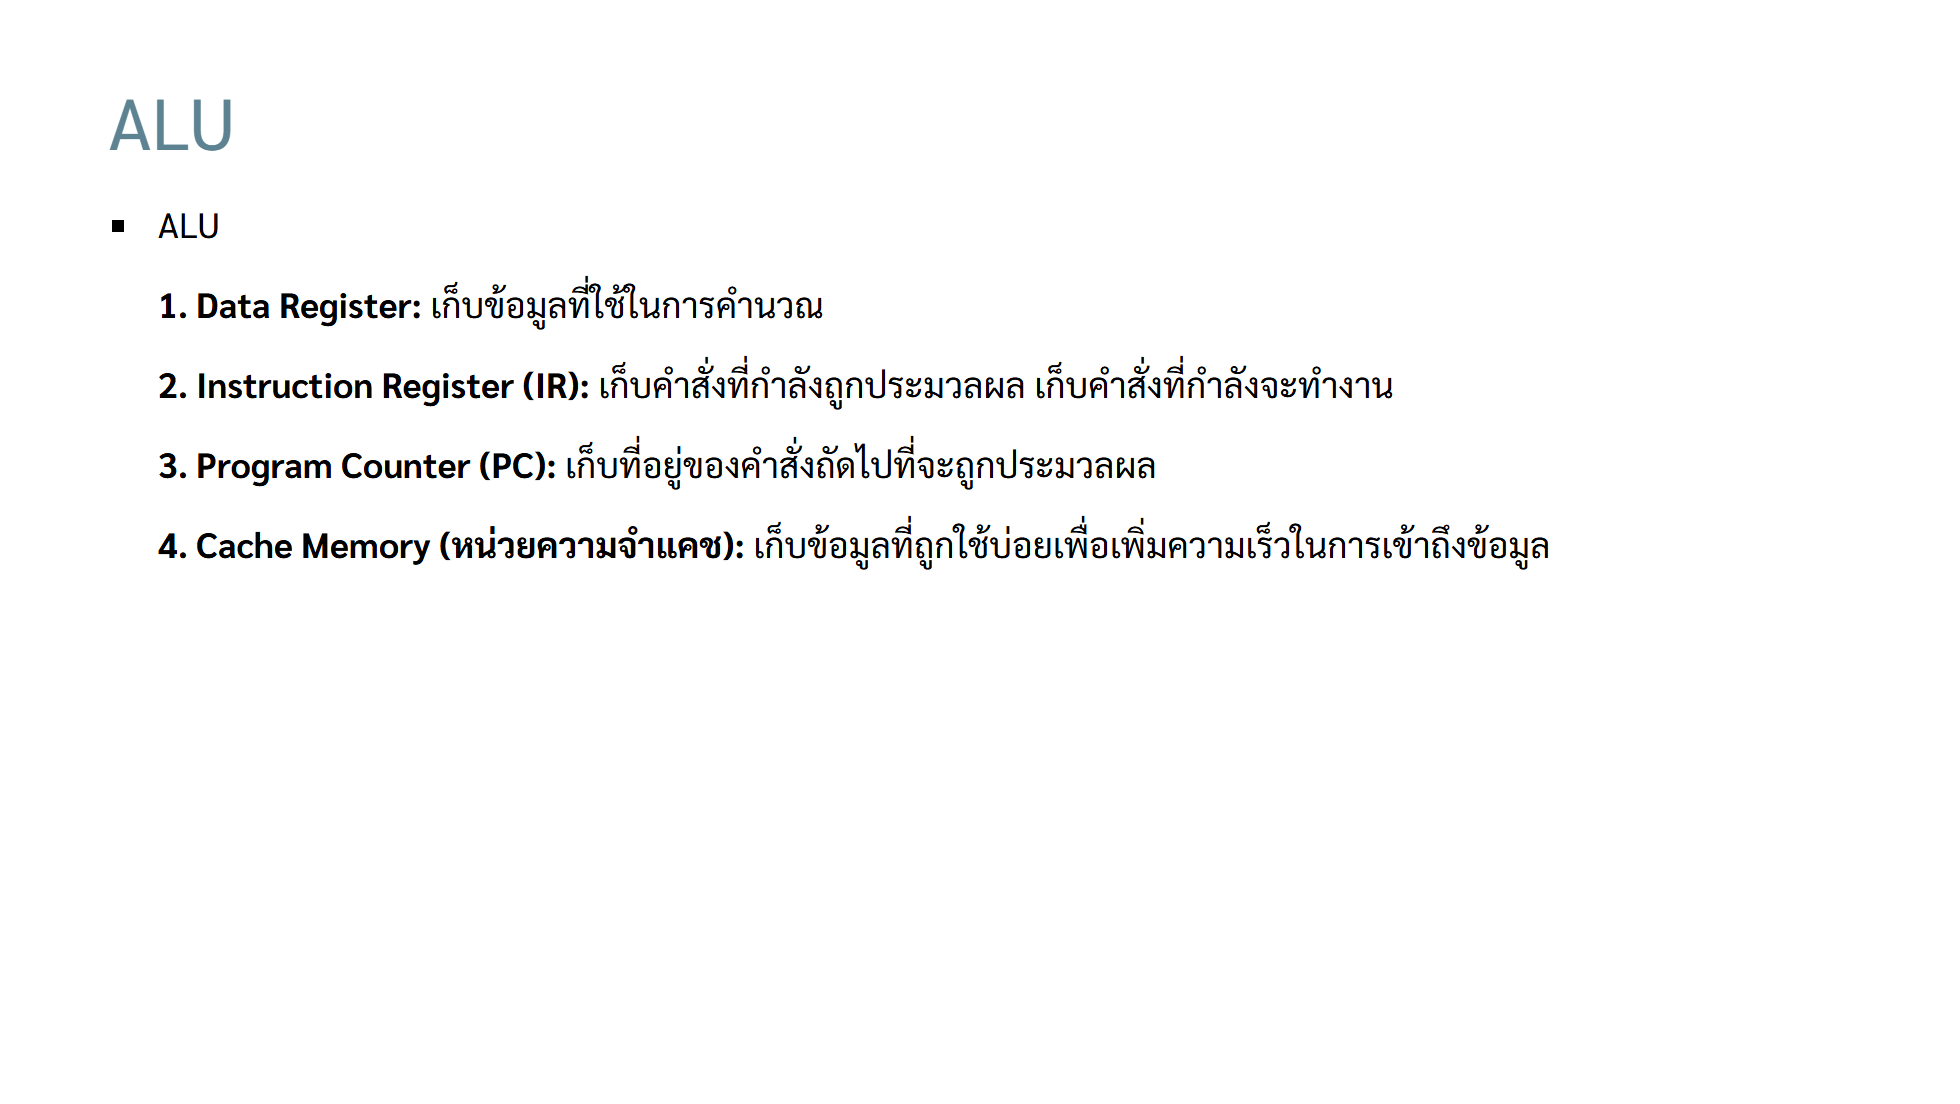 ALU
▪ ALU
1. Data Register: เก็บข้อมูลที่ใช้ในการคำนวณ
2. Instruction Register (IR): เก็บคำสั่งที่กำลังถูกประมวลผล เก็บคำสั่งที่กำลังจะทำงาน
3. Program Counter (PC): เก็บที่อยู่ของคำสั่งถัดไปที่จะถูกประมวลผล
4. Cache Memory (หน่วยความจำแคช): เก็บข้อมูลที่ถูกใช้บ่อยเพื่อเพิ่มความเร็วในการเข้าถึงข้อมูล